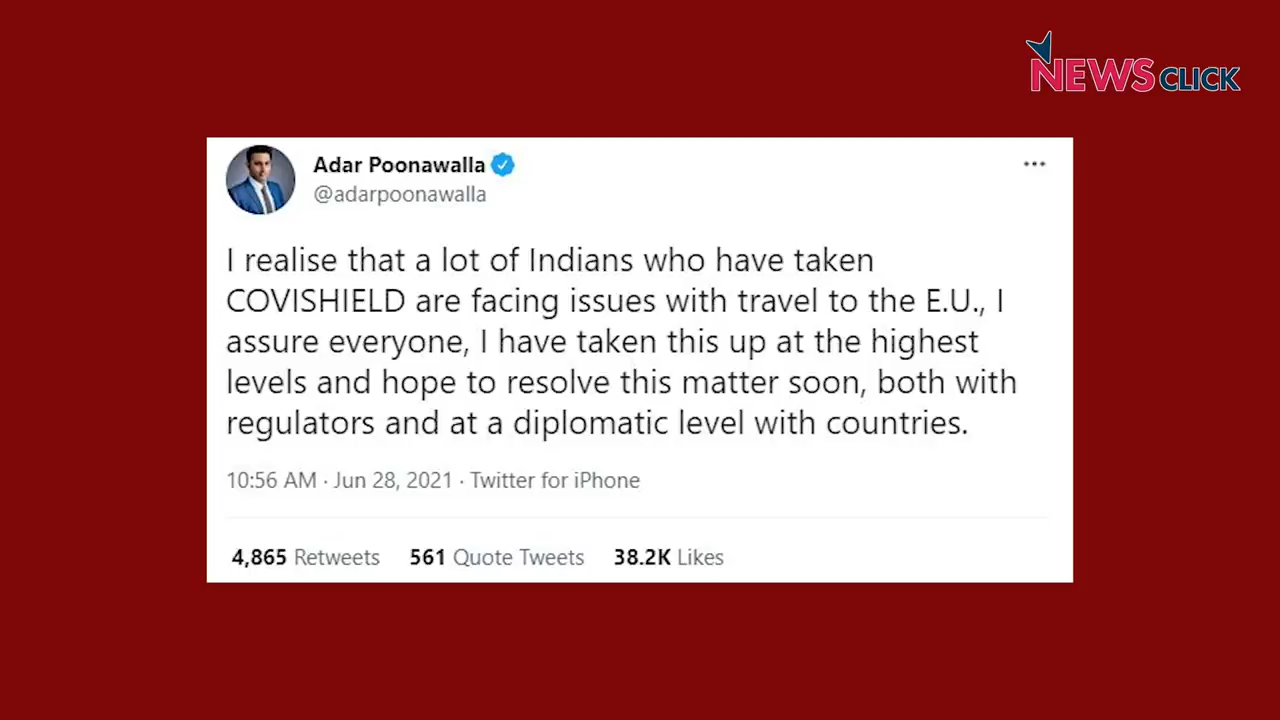 NEWSCLICK
Adar Poonawalla
@adarpoonawalla
I realise that a lot of Indians who have taken
COVISHIELD are facing issues with travel to the E.U., I
assure everyone, I have taken this up at the highest
levels and hope to resolve this matter soon, both with
regulators and at a diplomatic level with countries.
10:56 AM · Jun 28, 2021 · Twitter for iPhone
4,865 Retweets 561 Quote Tweets 38.2K Likes